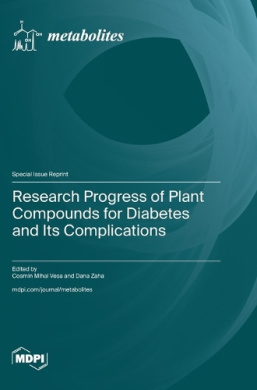 metabolites
Special Issue Reprint
Research Progress of Plant
Compounds for Diabetes
and Its Complications
Edited by
Cosmin Mihai Vesa and Dana Zaha
mdpi.com/journal/metabolites
MDPI